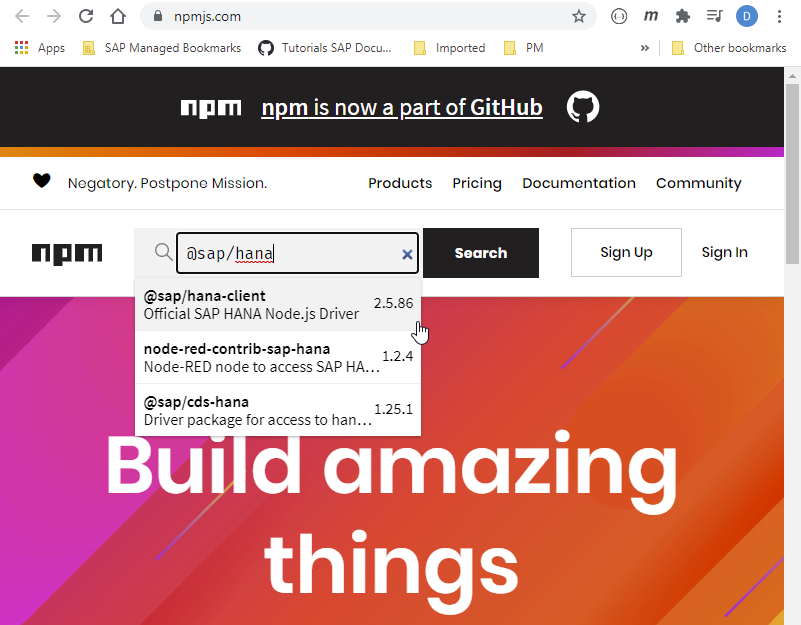 npmjs.com
D
Apps
SAP Managed Bookmarks
Tutorials SAP Docu...
Imported
PM
»
Other bookmarks
npm
npm is now a part of GitHub
Negatory. Postpone Mission.
Products
Pricing
Documentation
Community
npm
@sap/hana
Search
Sign Up
Sign In
@sap/hana-client
Official SAP HANA Node.js Driver
2.5.86
node-red-contrib-sap-hana
Node-RED node to access SAP HA...
1.2.4
@sap/cds-hana
Driver package for access to han...
1.25.1
Build amazing
things